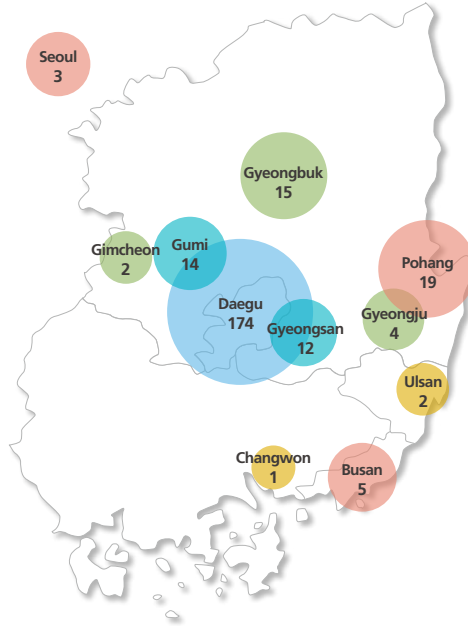 Seoul
3
Gyeongbuk
15
Gimcheon
2
Gumi
14
Pohang
19
Daegu
174
Gyeongsan
12
Gyeongju
4
Ulsan
2
Changwon
1
Busan
5